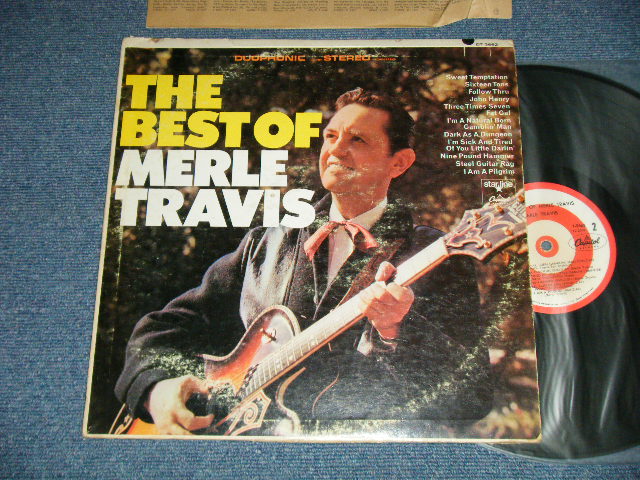 DUOPHONIC STEREO
THE
BEST OF
MERLE
TRAVIS
Sweet Temptation
Sixteen Tons
Follow Thru
John Henry
Three Times Seven
Fat Gal
I'm A Natural Born
Gamblin' Man
Dark As A Dungeon
I'm Sick And Tired
Of You Little Darlin'
Nine Pound Hammer
Steel Guitar Rag
I Am A Pilgrim
starline
Capitol
MERLE TRAVIS
2
Capitol